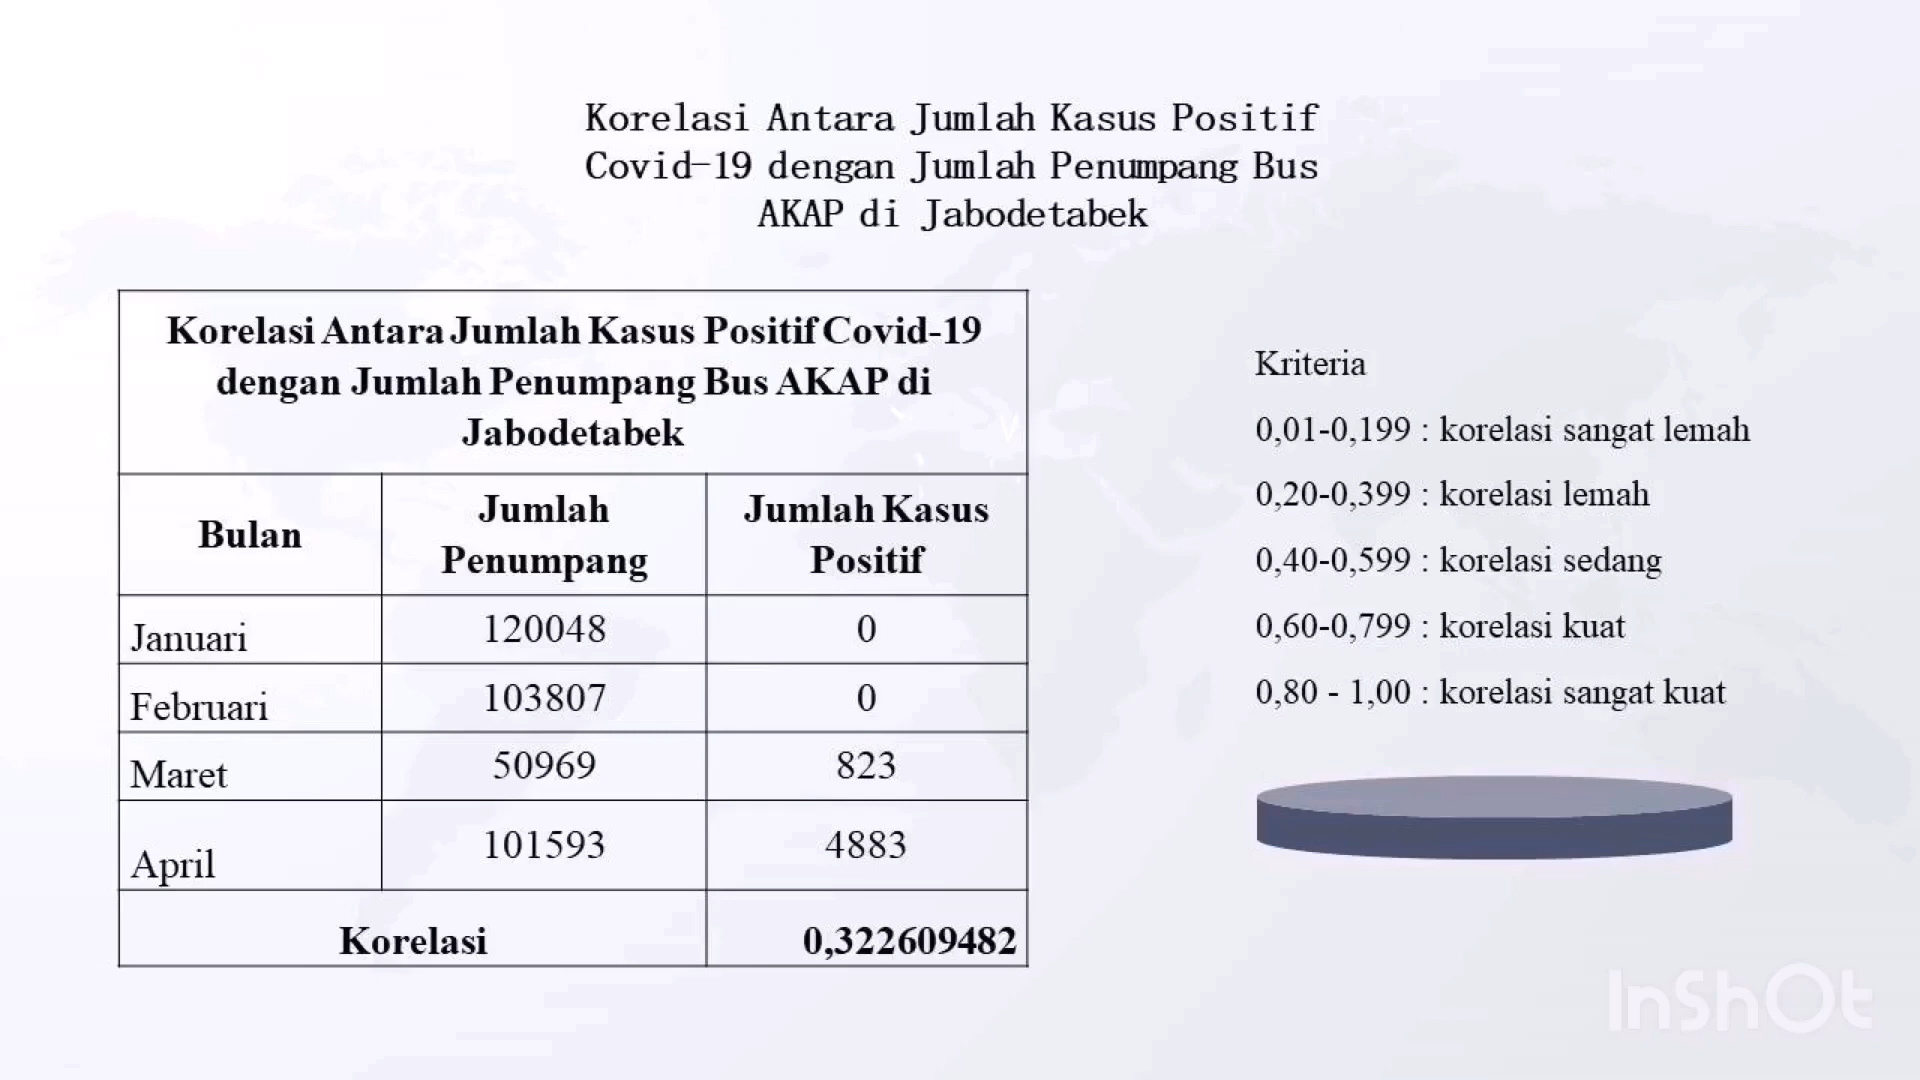 Korelasi Antara Jumlah Kasus Positif
Covid-19 dengan Jumlah Penumpang Bus
AKAP di Jabodetabek
Korelasi Antara Jumlah Kasus Positif Covid-19
dengan Jumlah Penumpang Bus AKAP di
Jabodetabek
Bulan
Jumlah
Penumpang
Jumlah Kasus
Positif
Januari 120048 0
Februari 103807 0
Maret 50969 823
April 101593 4883
Korelasi 0,322609482
Kriteria
0,01-0,199 : korelasi sangat lemah
0,20-0,399 : korelasi lemah
0,40-0,599 : korelasi sedang
0,60-0,799 : korelasi kuat
0,80 - 1,00 : korelasi sangat kuat
InShOt